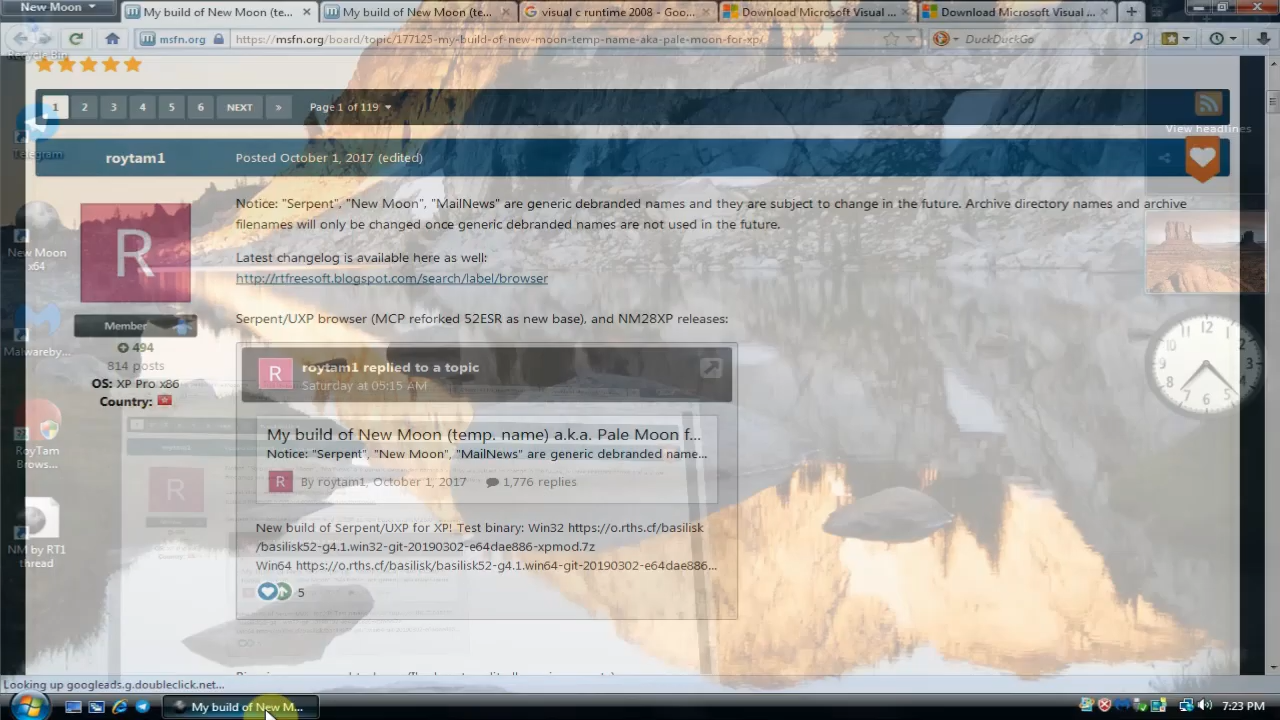 New Moon
My build of New Moon (te...
My build of New Moon (te...
visual c runtime 2008 - Goo...
Download Microsoft Visual ...
Download Microsoft Visual ...
msfn.org
https://msfn.org/board/topic/177125-my-build-of-new-moon-temp-name-aka-pale-moon-for-xp/
DuckDuckGo
Recycle Bin
1 2 3 4 5 6 NEXT » Page 1 of 119
View headlines
Telegram
roytam1
Posted October 1, 2017 (edited)
Notice: "Serpent", "New Moon", "MailNews" are generic debranded names and they are subject to change in the future. Archive directory names and archive
filenames will only be changed once generic debranded names are not used in the future.
R
New Moon
x64
Latest changelog is available here as well:
http://rtfreesoft.blogspot.com/search/label/browser
Serpent/UXP browser (MCP reforked 52ESR as new base), and NM28XP releases:
Member
494
814 posts
OS: XP Pro x86
Country:
Malwareby...
R
roytam1 replied to a topic
Saturday at 05:15 AM
My build of New Moon (temp. name) a.k.a. Pale Moon f...
Notice: "Serpent", "New Moon", "MailNews" are generic debranded name...
R
By roytam1, October 1, 2017
1,776 replies
RoyTam
Brows...
R
New build of Serpent/UXP for XP! Test binary: Win32 https://o.rths.cf/basilisk
/basilisk52-g4.1.win32-git-20190302-e64dae886-xpmod.7z
Win64 https://o.rths.cf/basilisk/basilisk52-g4.1.win64-git-20190302-e64dae886...
5
NM by RT1
thread
12
2
3
4
5
6
7
Looking up googleads.g.doubleclick.net...
My build of New M...
7:23 PM